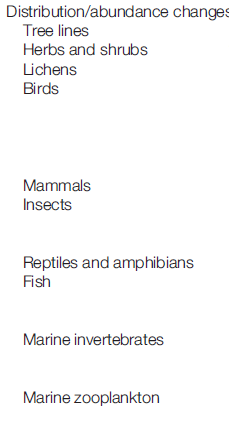 Distribution/abundance changes
Tree lines
Herbs and shrubs
Lichens
Birds
Mammals
Insects
Reptiles and amphibians
Fish
Marine invertebrates
Marine zooplankton